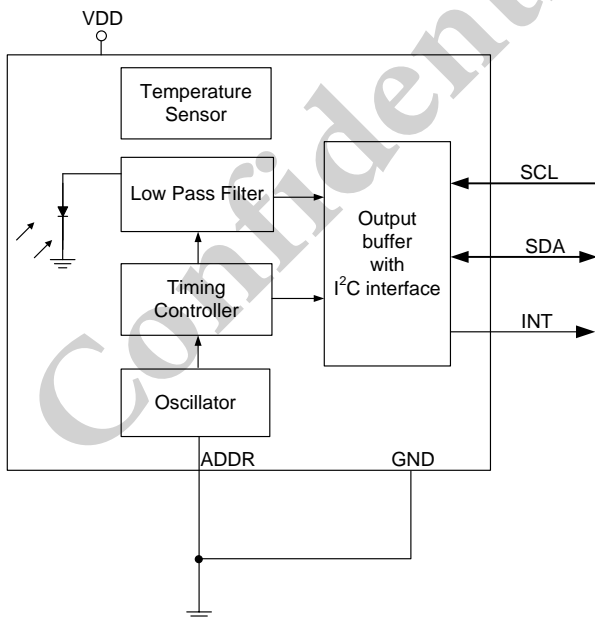 VDD
Temperature
Sensor
Low Pass Filter
Timing
Controller
Oscillator
Output
buffer
with
I²C interface
SCL
SDA
INT
ADDR
GND
Confident